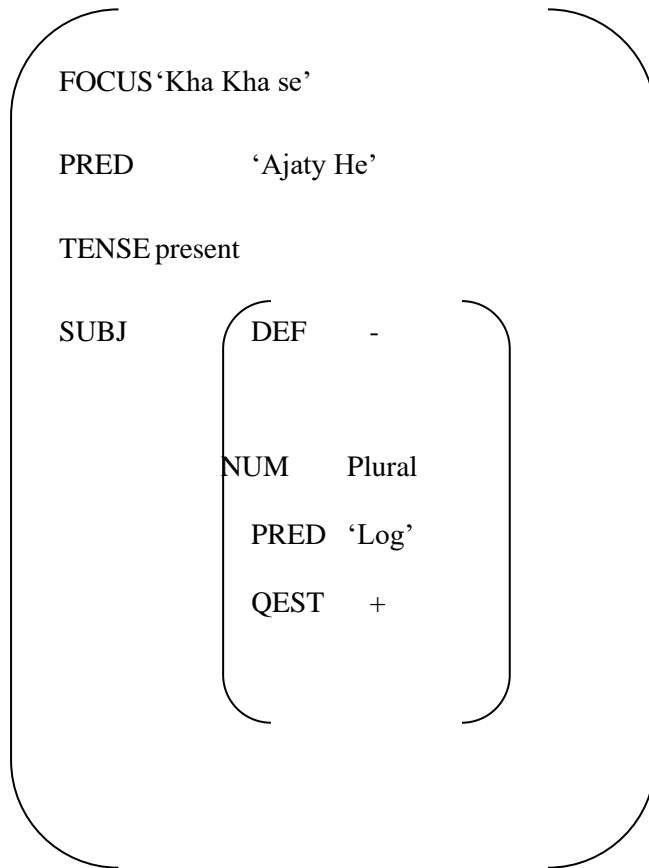 FOCUS ‘Kha Kha se’
PRED ‘Ajaty He’
TENSE present
SUBJ DEF -
NUM Plural
PRED ‘Log’
QEST +